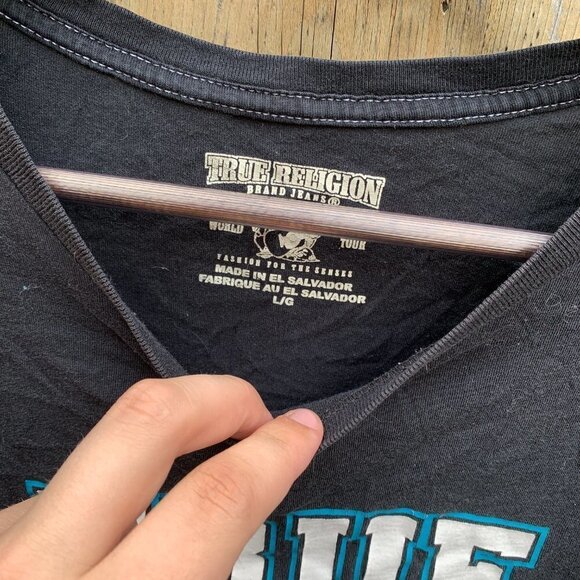 TRUE RELIGION
BRAND JEANS®
WORLD TOUR
FASHION FOR THE SENSES
MADE IN EL SALVADOR
FABRIQUE AU EL SALVADOR
L/G